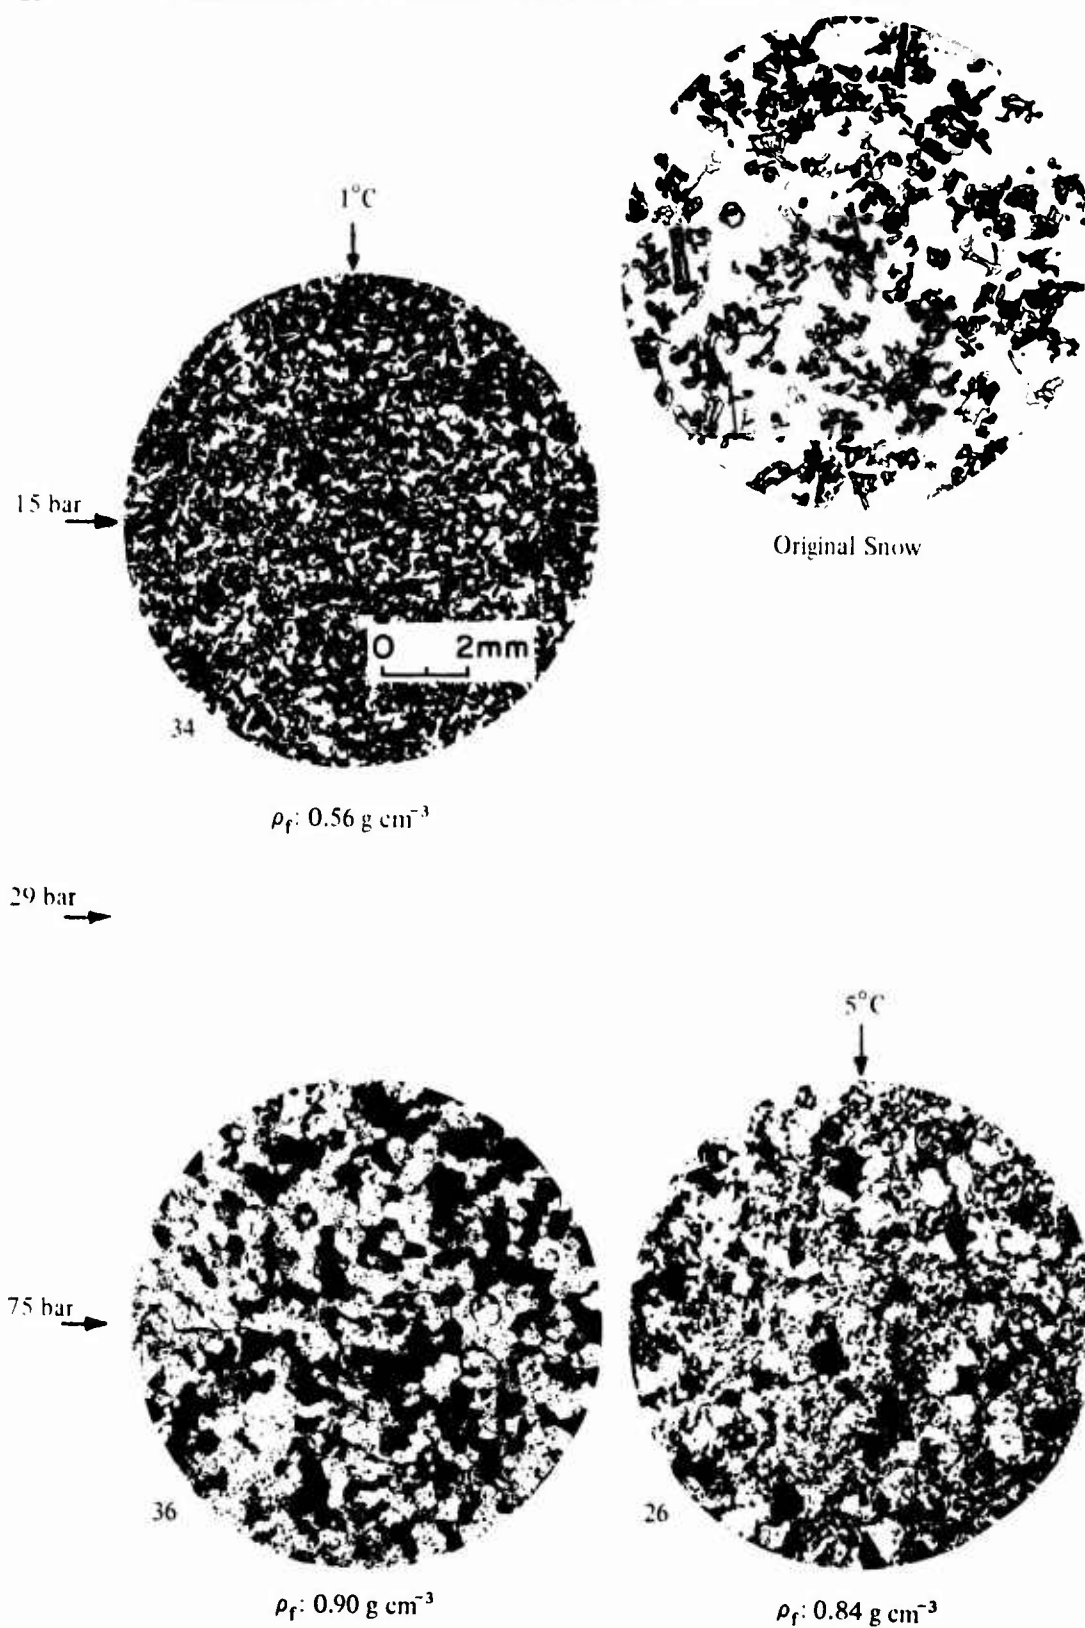 1°C
15 bar
Original Snow
0 2mm
34
ρf: 0.56 g cm⁻³
29 bar
5°C
75 bar
36
26
ρf: 0.90 g cm⁻³
ρf: 0.84 g cm⁻³